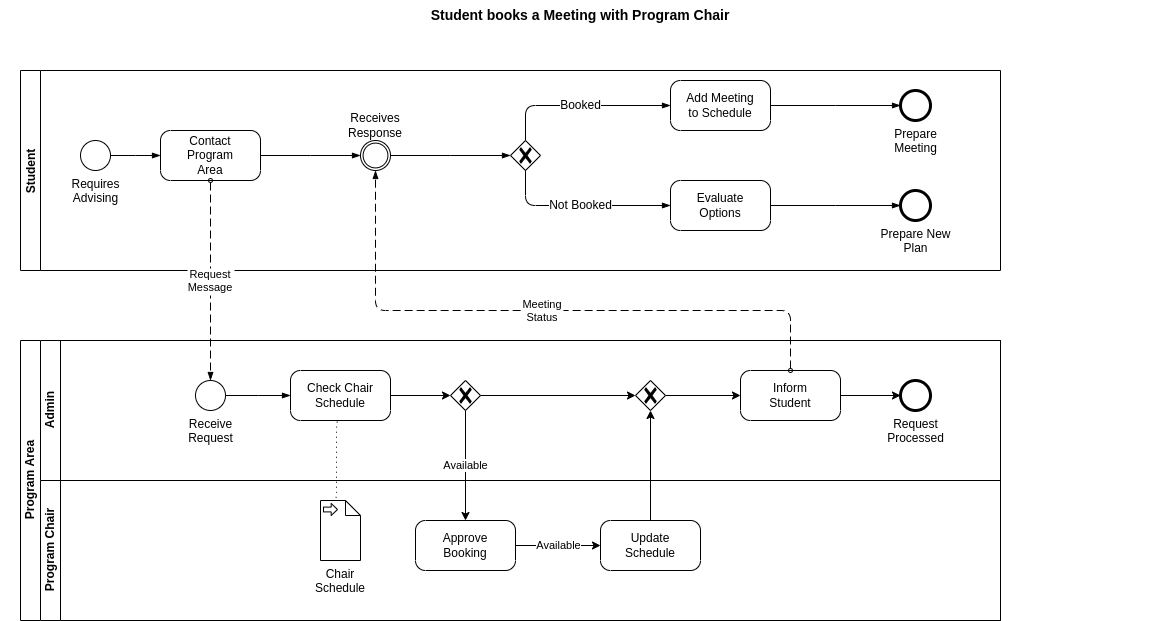 Student books a Meeting with Program Chair
Student
Requires
Advising
Contact
Program
Area
Receives
Response
Booked
Not Booked
Add Meeting
to Schedule
Evaluate
Options
Prepare
Meeting
Prepare New
Plan
Request
Message
Meeting
Status
Program Area
Admin
Receive
Request
Check Chair
Schedule
Available
Inform
Student
Request
Processed
Program Chair
Chair
Schedule
Approve
Booking
Available
Update
Schedule